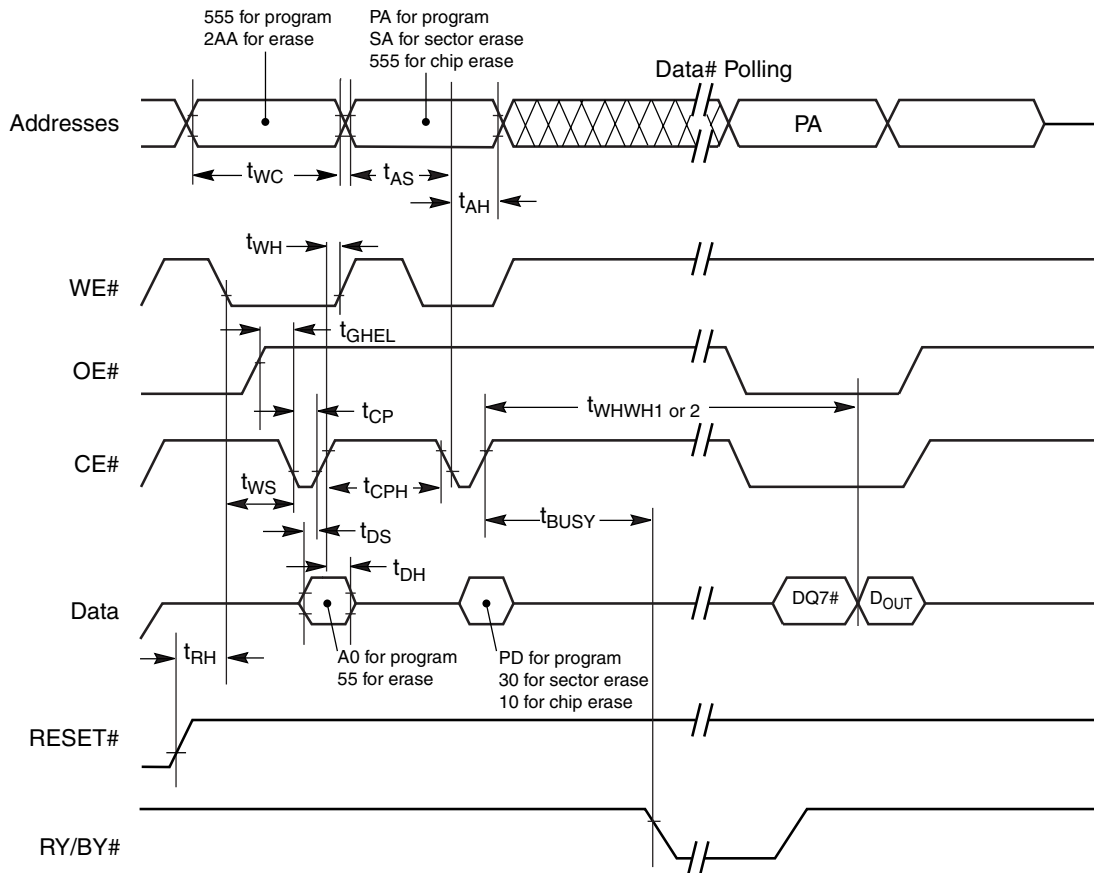 555 for program
2AA for erase
PA for program
SA for sector erase
555 for chip erase
Data# Polling
Addresses
PA
tWC
tAS
tAH
tWH
WE#
tGHEL
OE#
tCP
tWHWH1 or 2
CE#
tWS
tCPH
tBUSY
tDS
tDH
Data
DQ7#
DOUT
tRH
A0 for program
55 for erase
PD for program
30 for sector erase
10 for chip erase
RESET#
RY/BY#